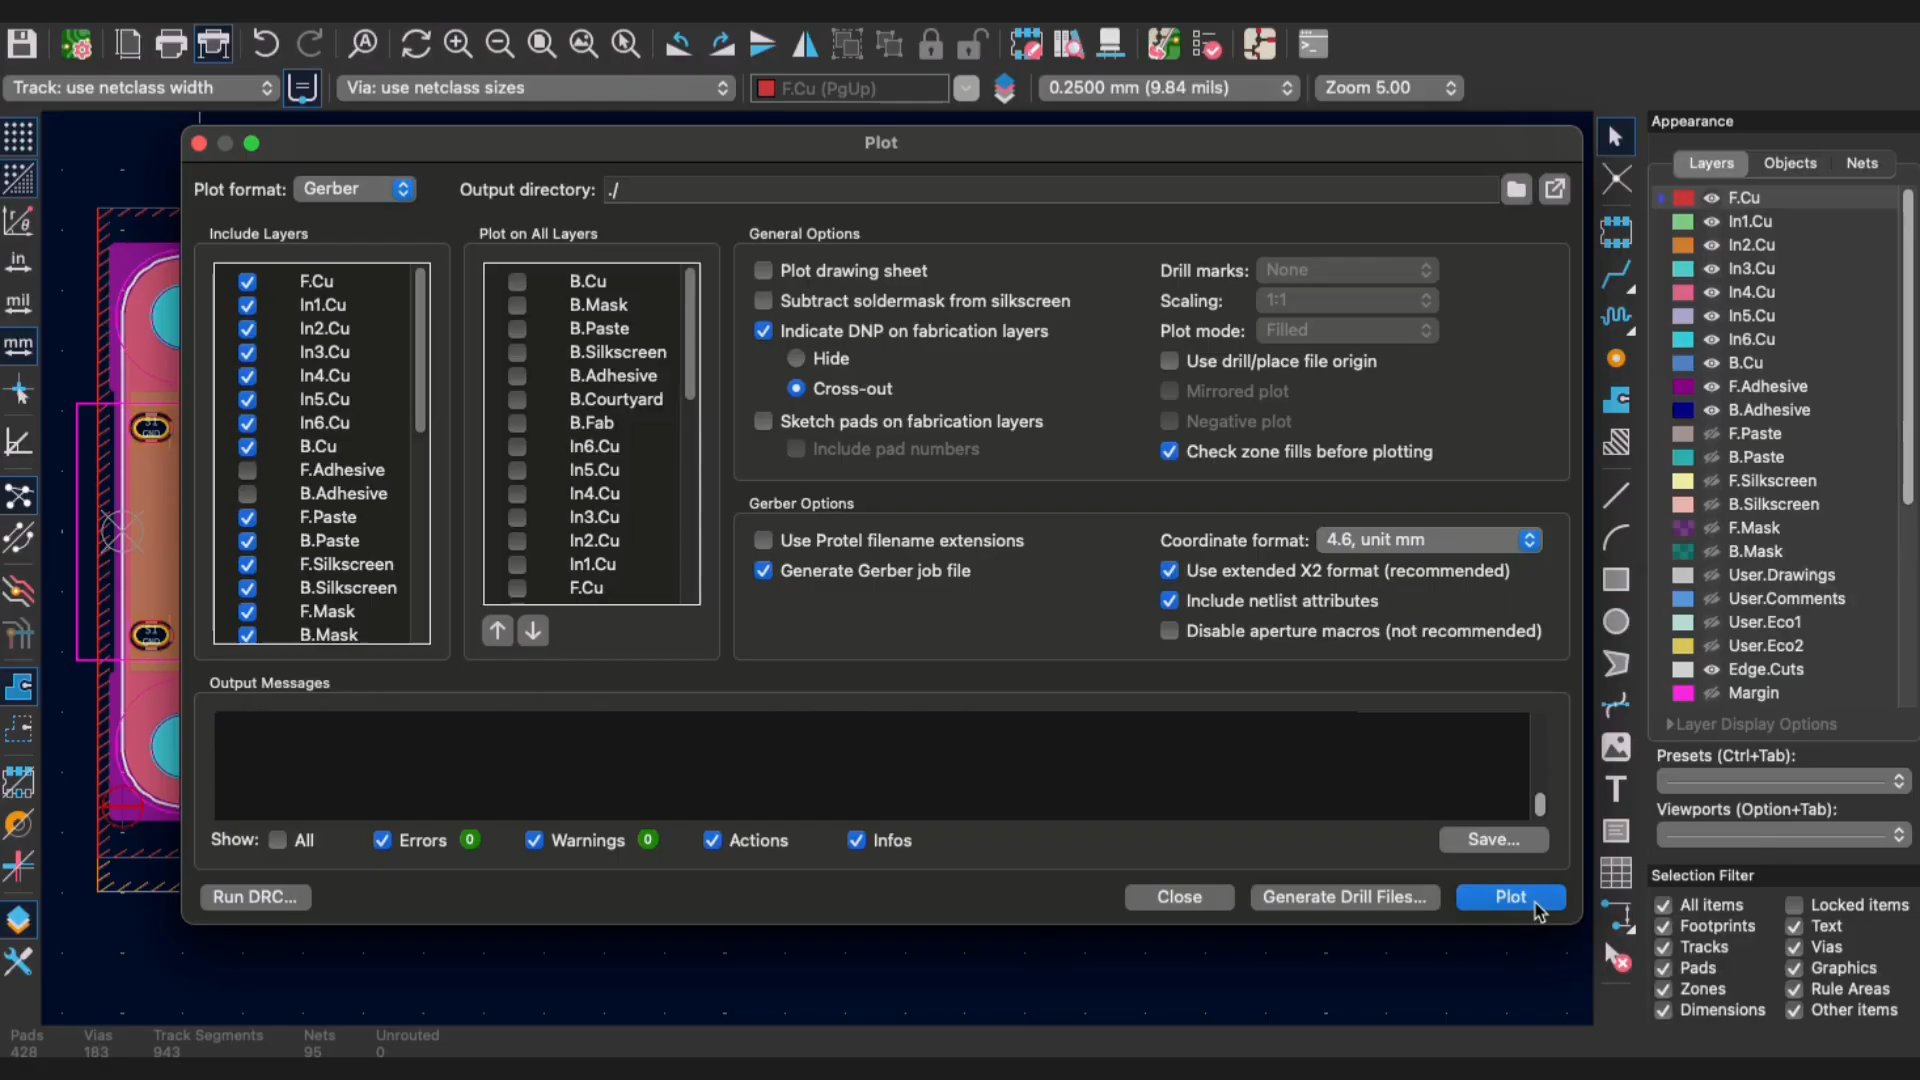 Track: use netclass width
Via: use netclass sizes
F.Cu (PgUp)
0.2500 mm (9.84 mils)
Zoom 5.00
in
mil
mm
Plot
Plot format:
Gerber
Output directory:
./
Include Layers
F.Cu
In1.Cu
In2.Cu
In3.Cu
In4.Cu
In5.Cu
In6.Cu
B.Cu
F.Adhesive
B.Adhesive
F.Paste
B.Paste
F.Silkscreen
B.Silkscreen
F.Mask
B.Mask
Plot on All Layers
B.Cu
B.Mask
B.Paste
B.Silkscreen
B.Adhesive
B.Courtyard
B.Fab
In6.Cu
In5.Cu
In4.Cu
In3.Cu
In2.Cu
In1.Cu
F.Cu
General Options
Plot drawing sheet
Subtract soldermask from silkscreen
Indicate DNP on fabrication layers
Hide
Cross-out
Sketch pads on fabrication layers
Include pad numbers
Drill marks:
None
Scaling:
1:1
Plot mode:
Filled
Use drill/place file origin
Mirrored plot
Negative plot
Check zone fills before plotting
Gerber Options
Use Protel filename extensions
Generate Gerber job file
Coordinate format:
4.6, unit mm
Use extended X2 format (recommended)
Include netlist attributes
Disable aperture macros (not recommended)
Output Messages
Show:
All
Errors
0
Warnings
0
Actions
Infos
Save...
Run DRC...
Close
Generate Drill Files...
Plot
S1
GND
S1
GND
Appearance
Layers
Objects
Nets
F.Cu
In1.Cu
In2.Cu
In3.Cu
In4.Cu
In5.Cu
In6.Cu
B.Cu
F.Adhesive
B.Adhesive
F.Paste
B.Paste
F.Silkscreen
B.Silkscreen
F.Mask
B.Mask
User.Drawings
User.Comments
User.Eco1
User.Eco2
Edge.Cuts
Margin
Layer Display Options
Presets (Ctrl+Tab):
Viewports (Option+Tab):
Selection Filter
All items
Locked items
Footprints
Text
Tracks
Vias
Pads
Graphics
Zones
Rule Areas
Dimensions
Other items
Pads
Vias
Track Segments
Nets
Unrouted
428
183
943
95
0